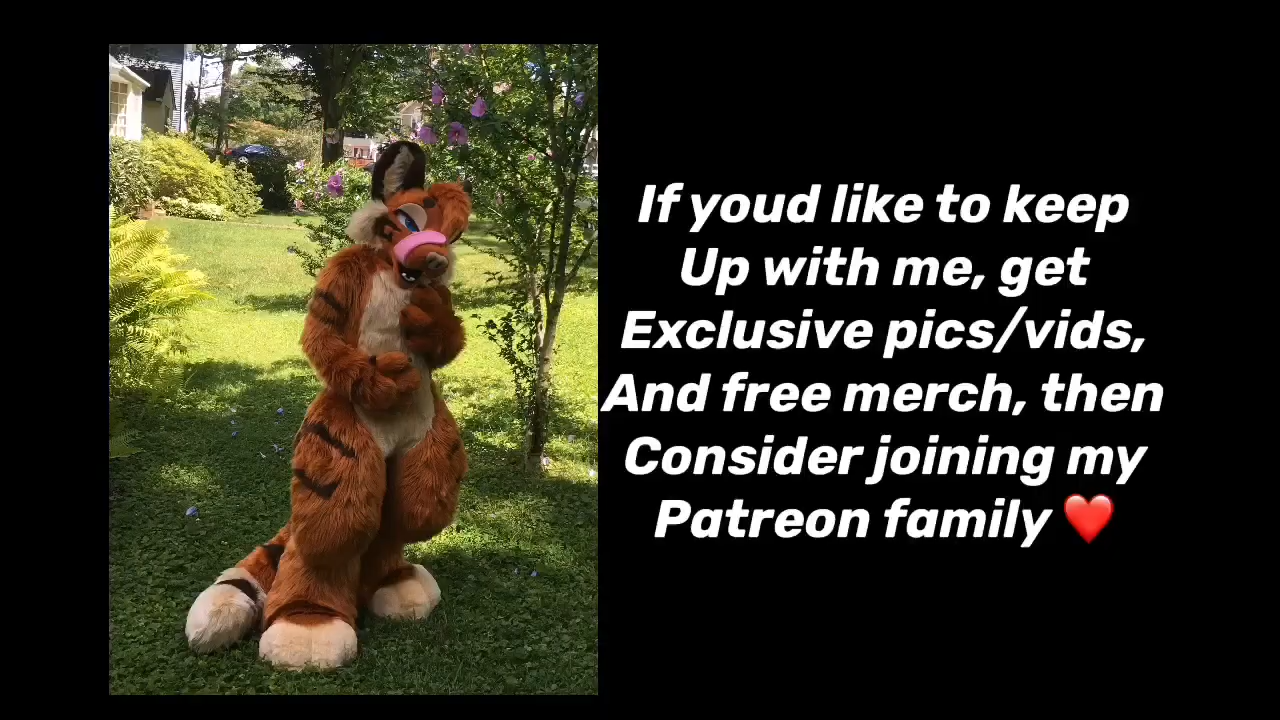 If youd like to keep
Up with me, get
Exclusive pics/vids,
And free merch, then
Consider joining my
Patreon family ❤️